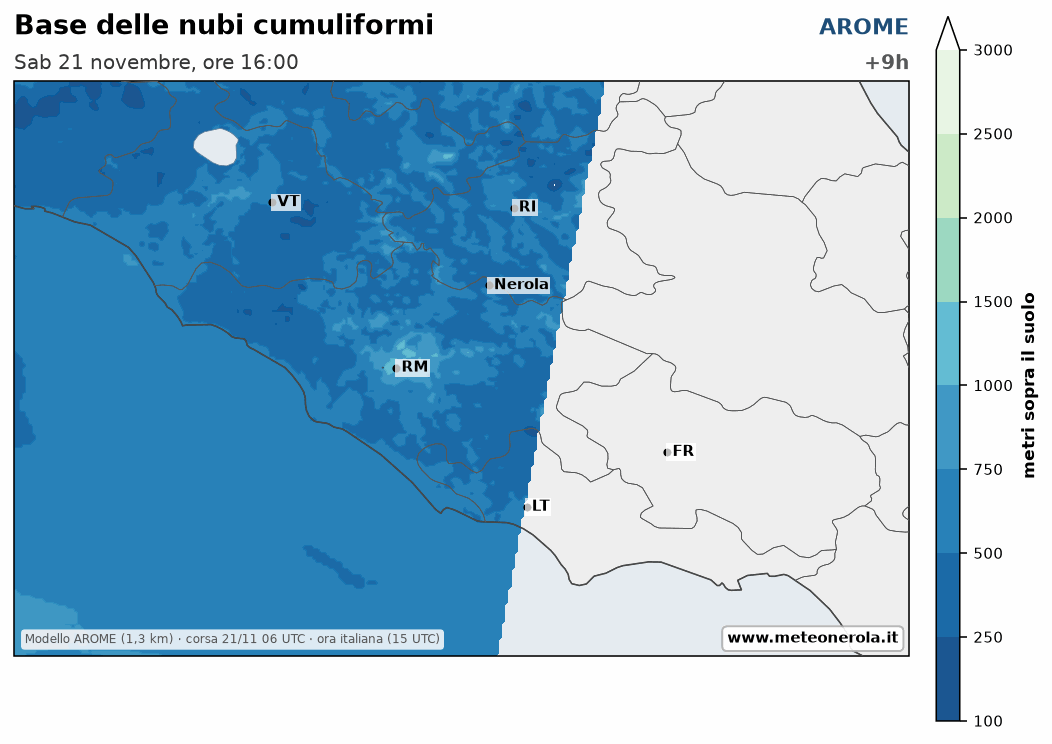 Base delle nubi cumuliformi
AROME
Sab 21 novembre, ore 16:00
+9h
VT
RI
Nerola
RM
FR
LT
Modello AROME (1,3 km) · corsa 21/11 06 UTC · ora italiana (15 UTC)
www.meteonerola.it
3000
2500
2000
1500
1000
750
500
250
100
metri sopra il suolo